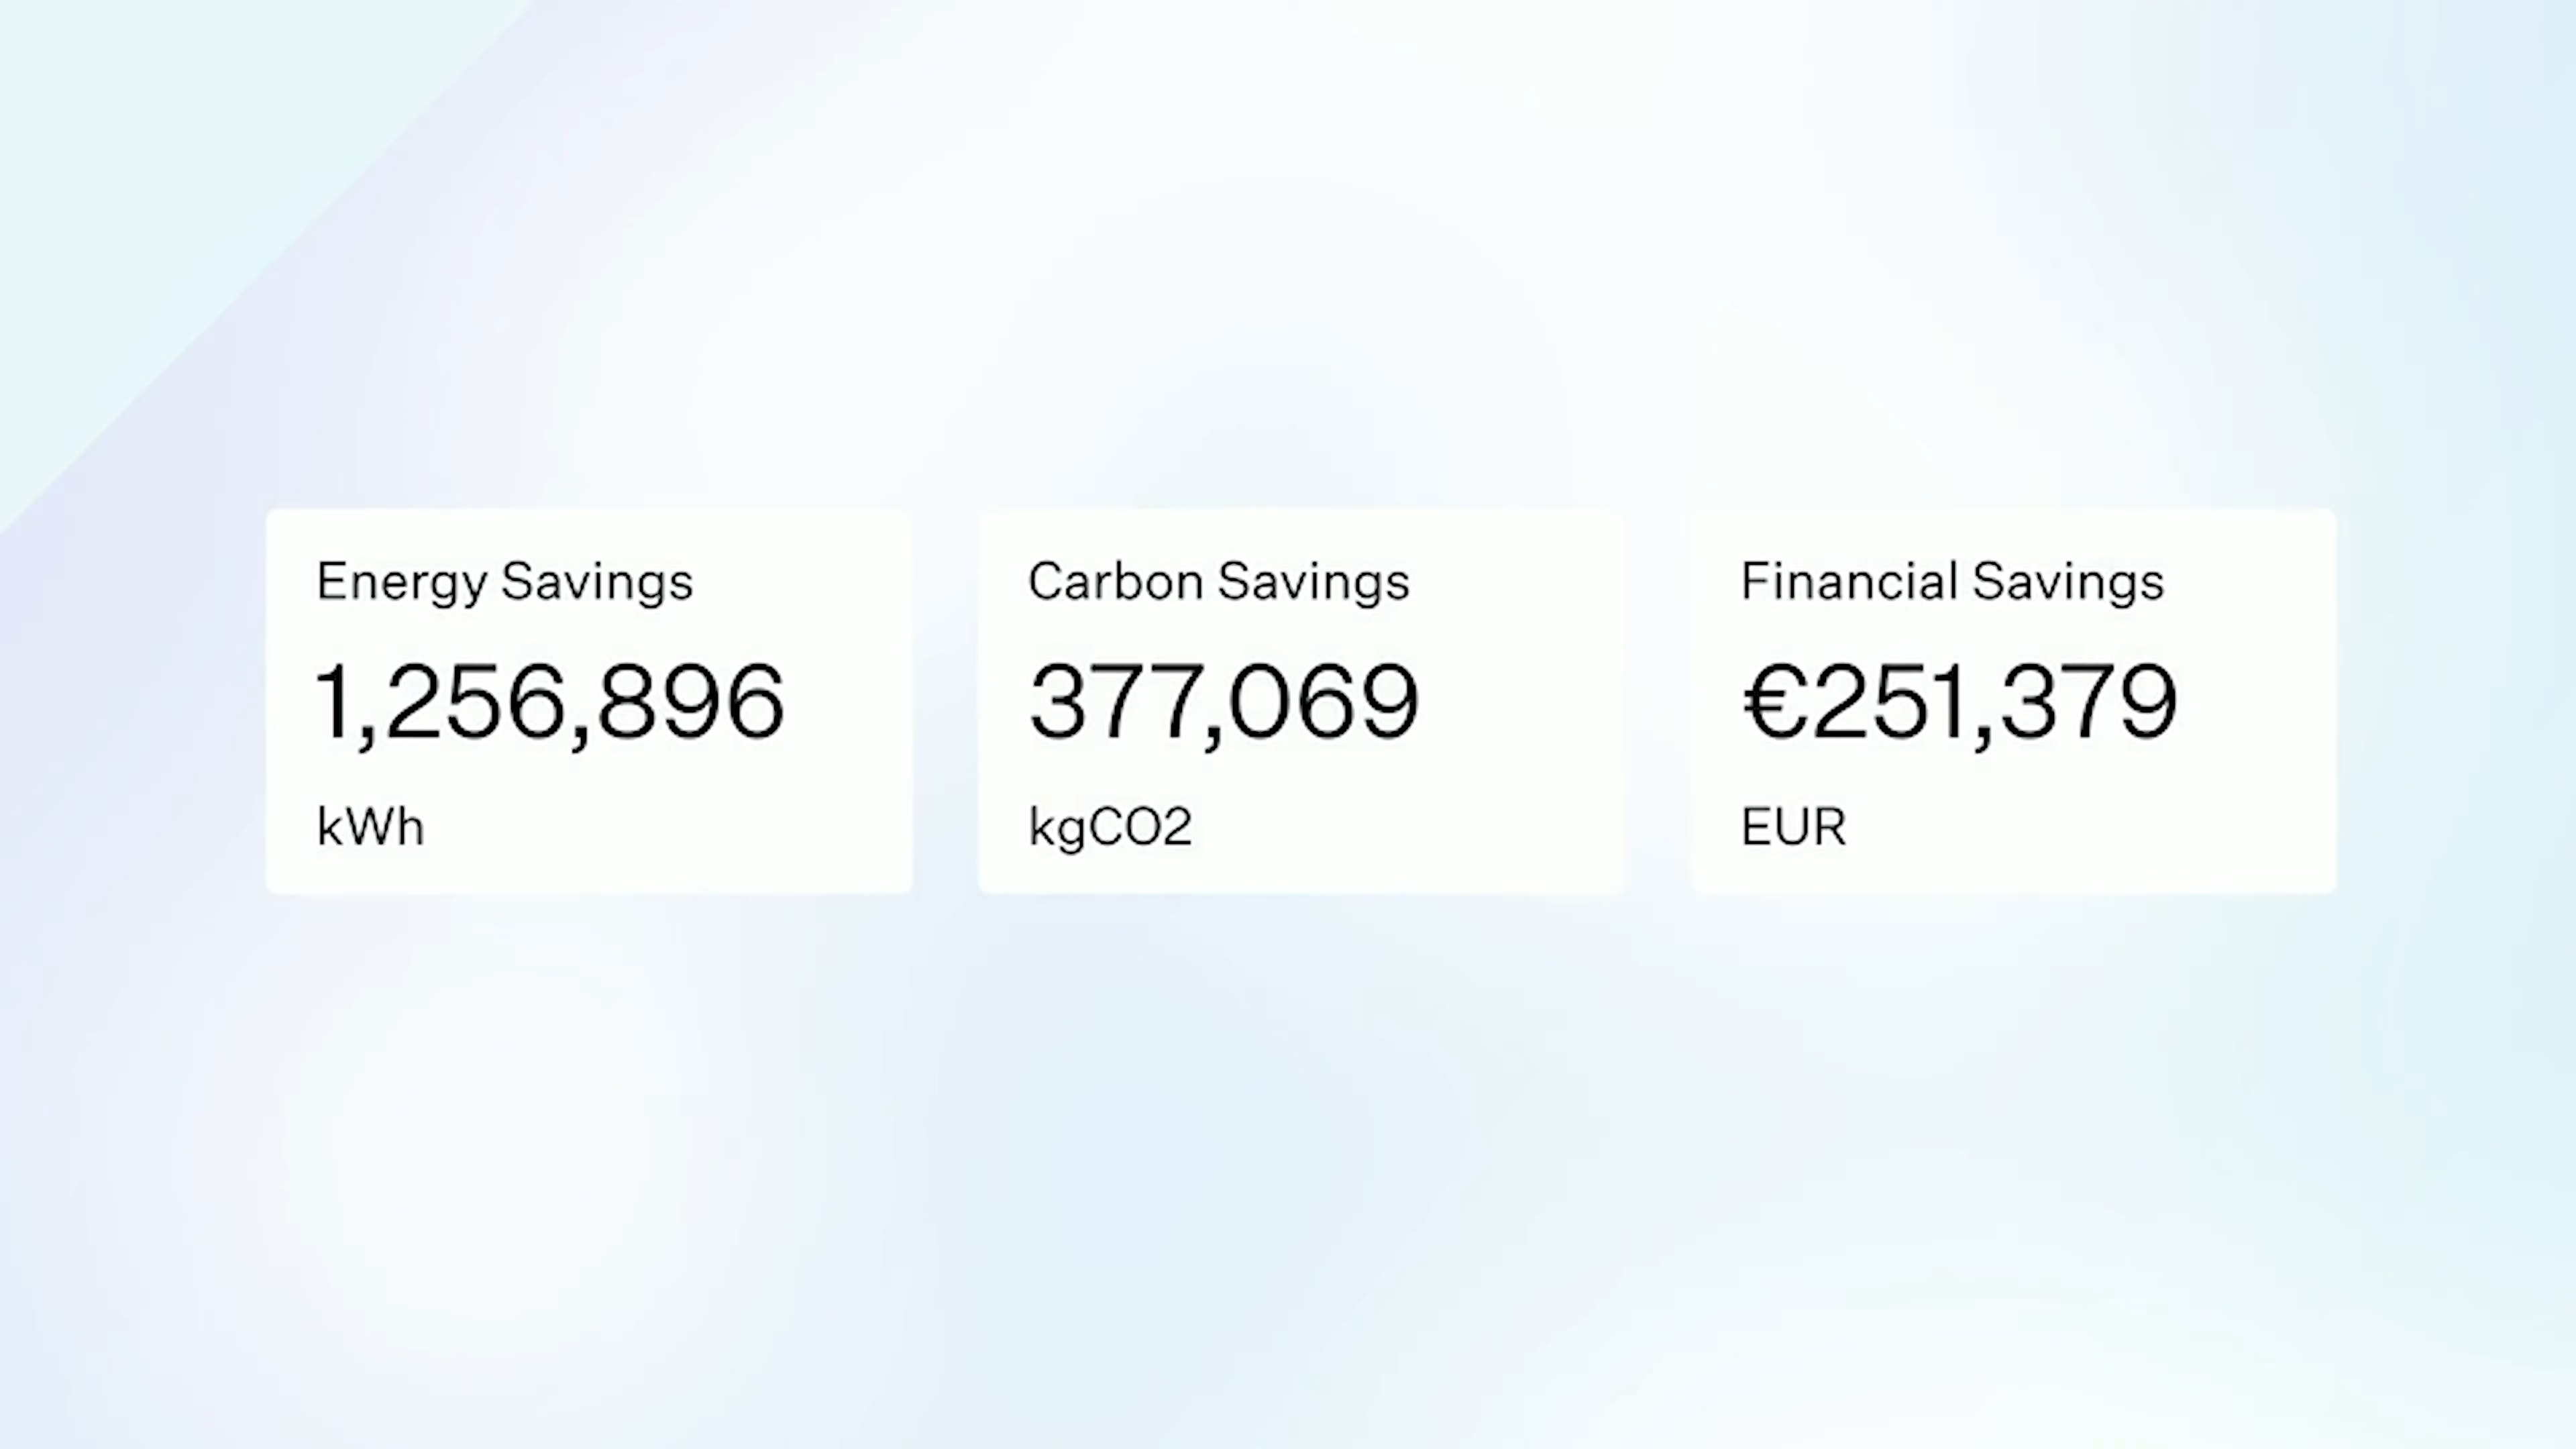 Energy Savings
1,256,896
kWh
Carbon Savings
377,069
kgCO2
Financial Savings
€251,379
EUR